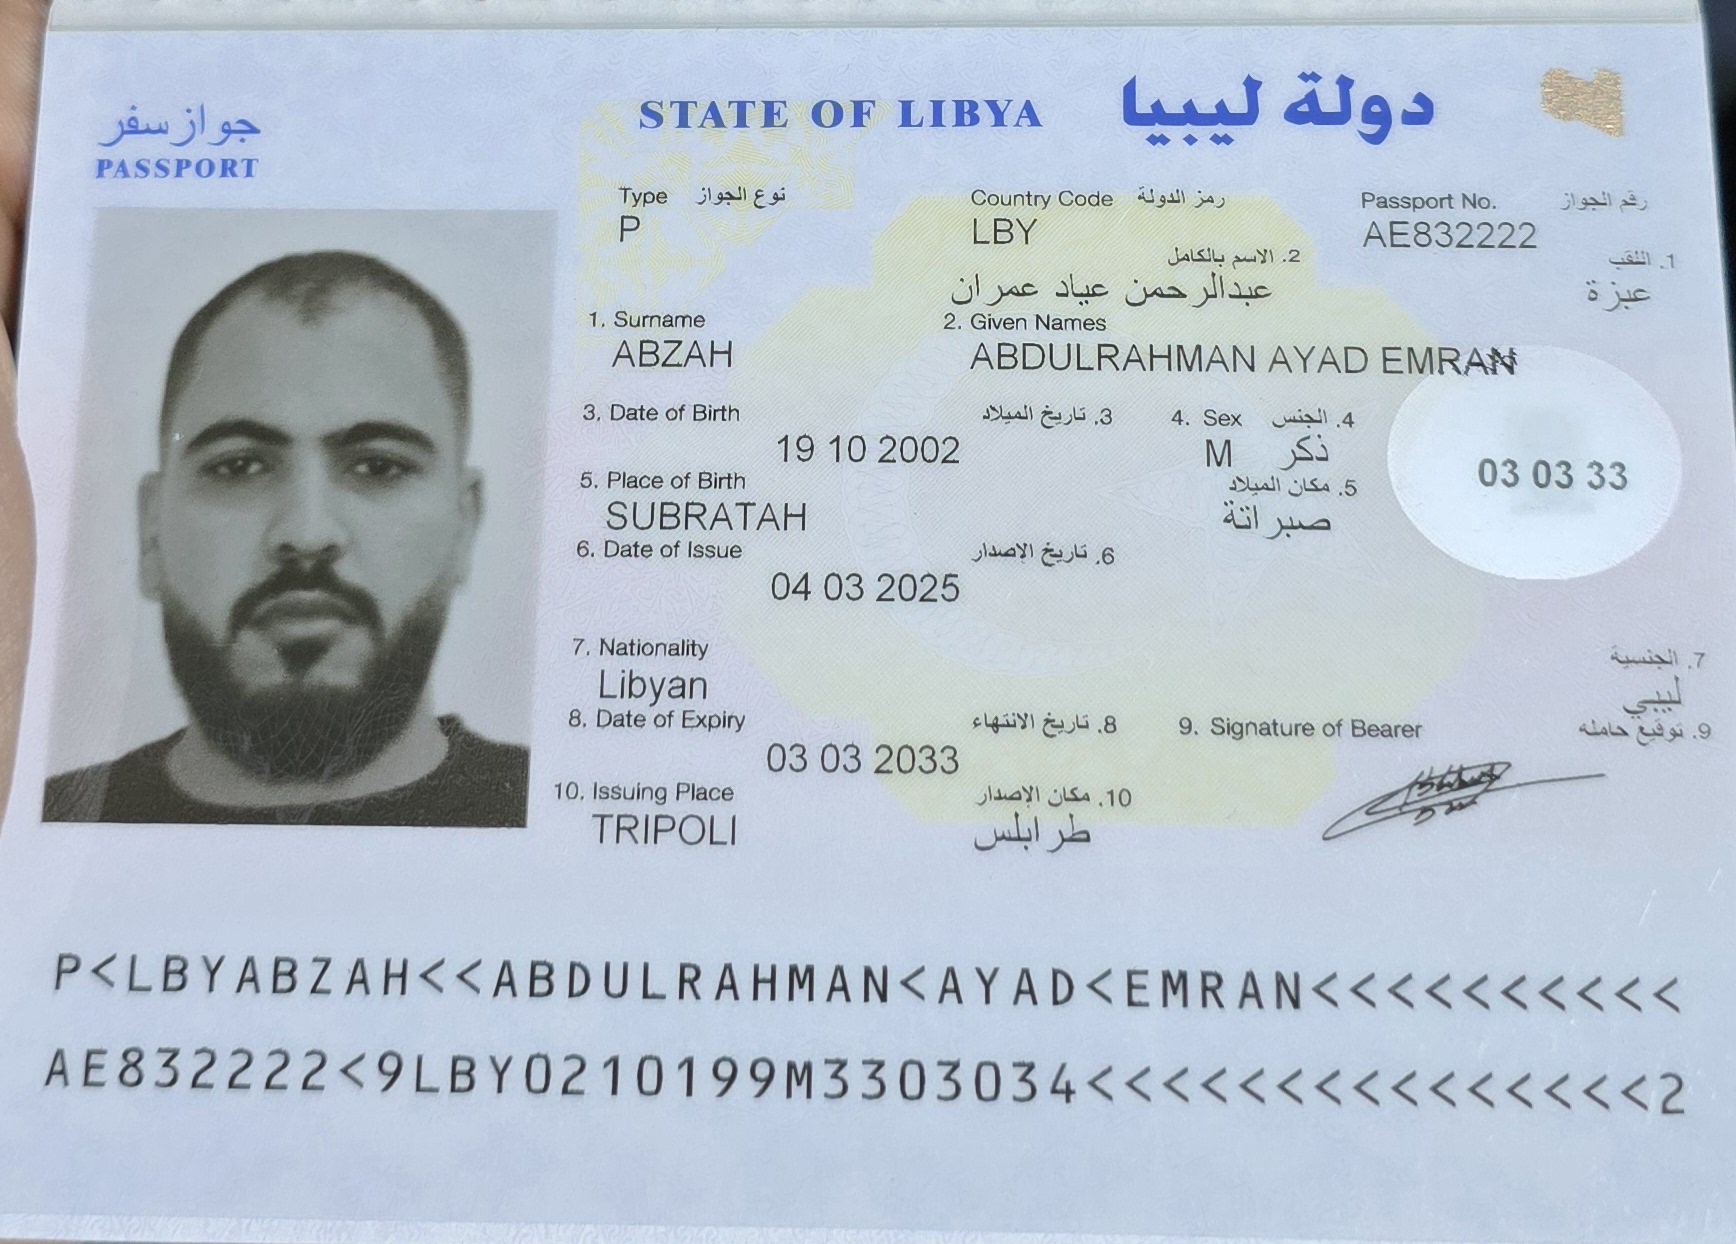 جواز سفر
PASSPORT
STATE OF LIBYA دولة ليبيا
Type نوع الجواز Country Code رمز الدولة Passport No. رقم الجواز
P LBY AE832222
2. الاسم بالكامل 1. اللقب
عبدالرحمن عياد عمران عبزة
1. Surname 2. Given Names
ABZAH ABDULRAHMAN AYAD EMRAN
3. Date of Birth 3. تاريخ الميلاد 4. Sex 4. الجنس
19 10 2002 M ذكر
03 03 33
5. Place of Birth 5. مكان الميلاد
SUBRATAH صبراتة
6. Date of Issue 6. تاريخ الاصدار
04 03 2025
7. Nationality 7. الجنسية
Libyan ليبي
8. Date of Expiry 8. تاريخ الانتهاء 9. Signature of Bearer 9. توقيع حامله
03 03 2033
10. Issuing Place 10. مكان الإصدار
TRIPOLI طرابلس
P<LBYABZAH<<ABDULRAHMAN<AYAD<EMRAN<<<<<<<<<<
AE832222<9LBY0210199M3303034<<<<<<<<<<<<<<<2